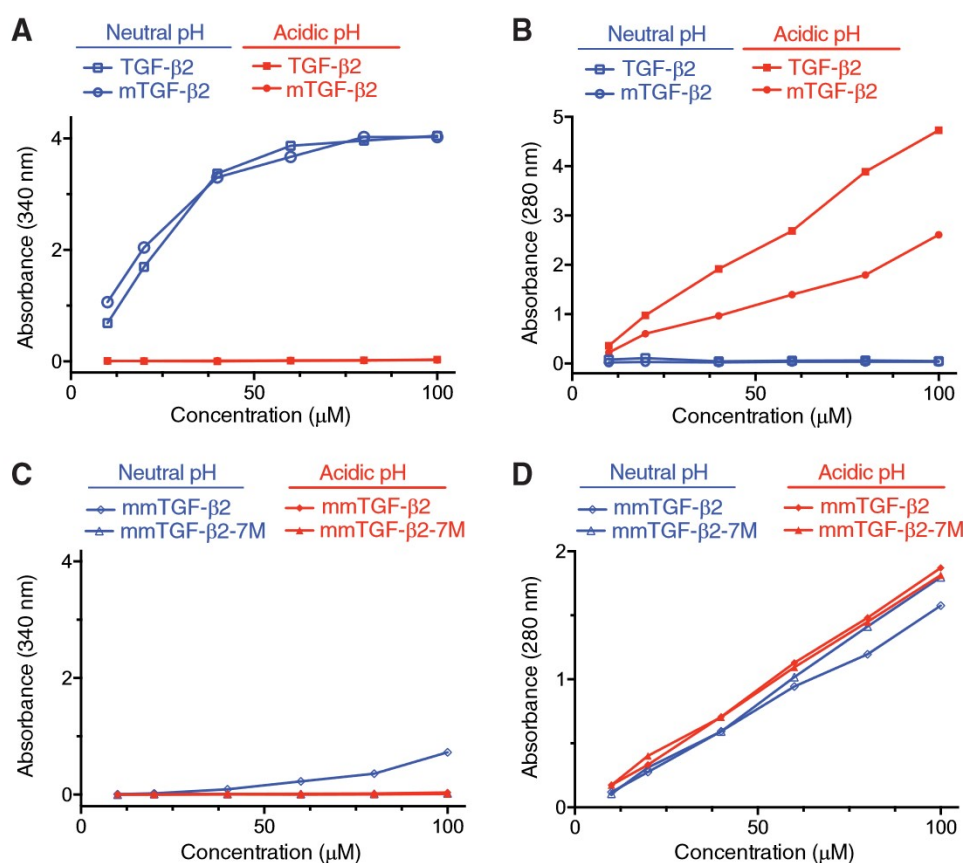 A
Neutral pH Acidic pH
TGF-β2 TGF-β2
mTGF-β2 mTGF-β2
Absorbance (340 nm)
4
2
0
0 50 100
Concentration (μM)
B
Neutral pH Acidic pH
TGF-β2 TGF-β2
mTGF-β2 mTGF-β2
Absorbance (280 nm)
5
4
3
2
1
0
0 50 100
Concentration (μM)
C
Neutral pH Acidic pH
mmTGF-β2 mmTGF-β2
mmTGF-β2-7M mmTGF-β2-7M
Absorbance (340 nm)
4
2
0
0 50 100
Concentration (μM)
D
Neutral pH Acidic pH
mmTGF-β2 mmTGF-β2
mmTGF-β2-7M mmTGF-β2-7M
Absorbance (280 nm)
2
1
0
0 50 100
Concentration (μM)